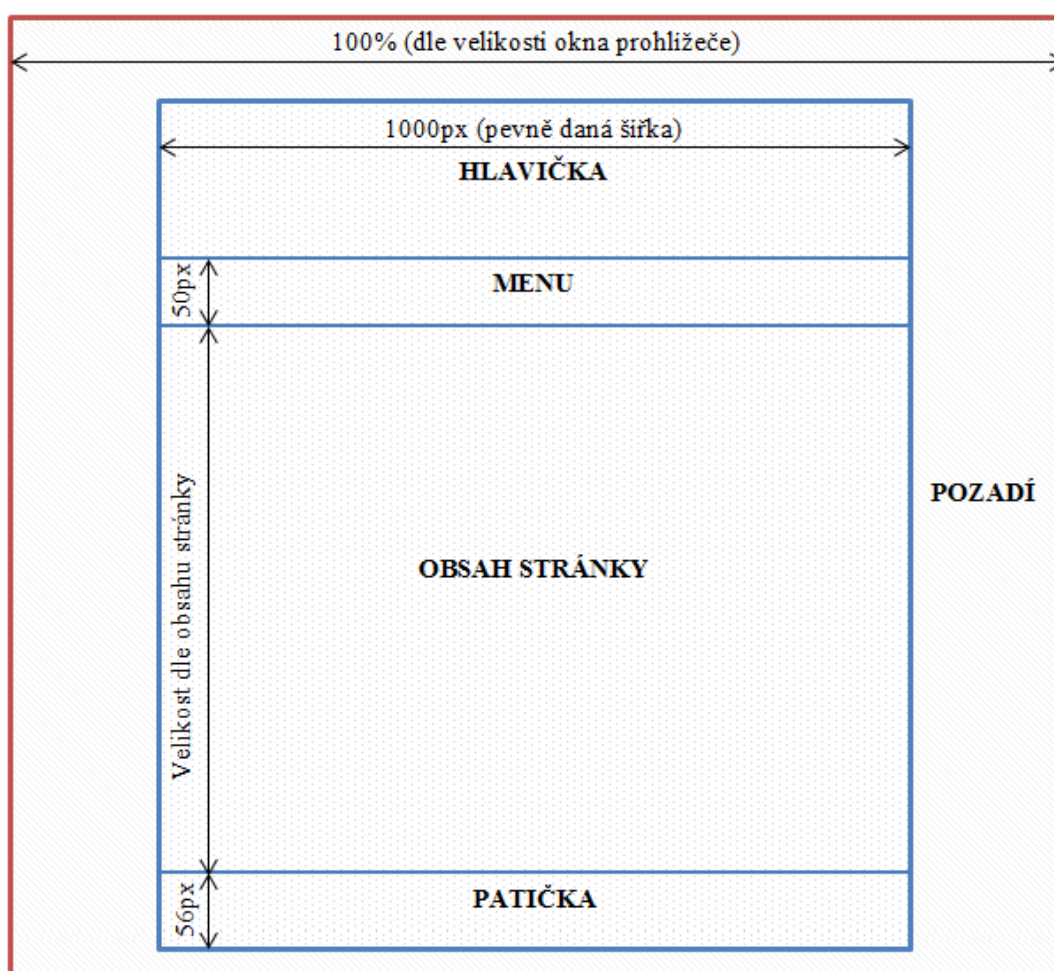 100% (dle velikosti okna prohlížeče)
1000px (pevně daná šířka)
HLAVIČKA
50px
MENU
Velikost dle obsahu stránky
OBSAH STRÁNKY
POZADÍ
56px
PATIČKA